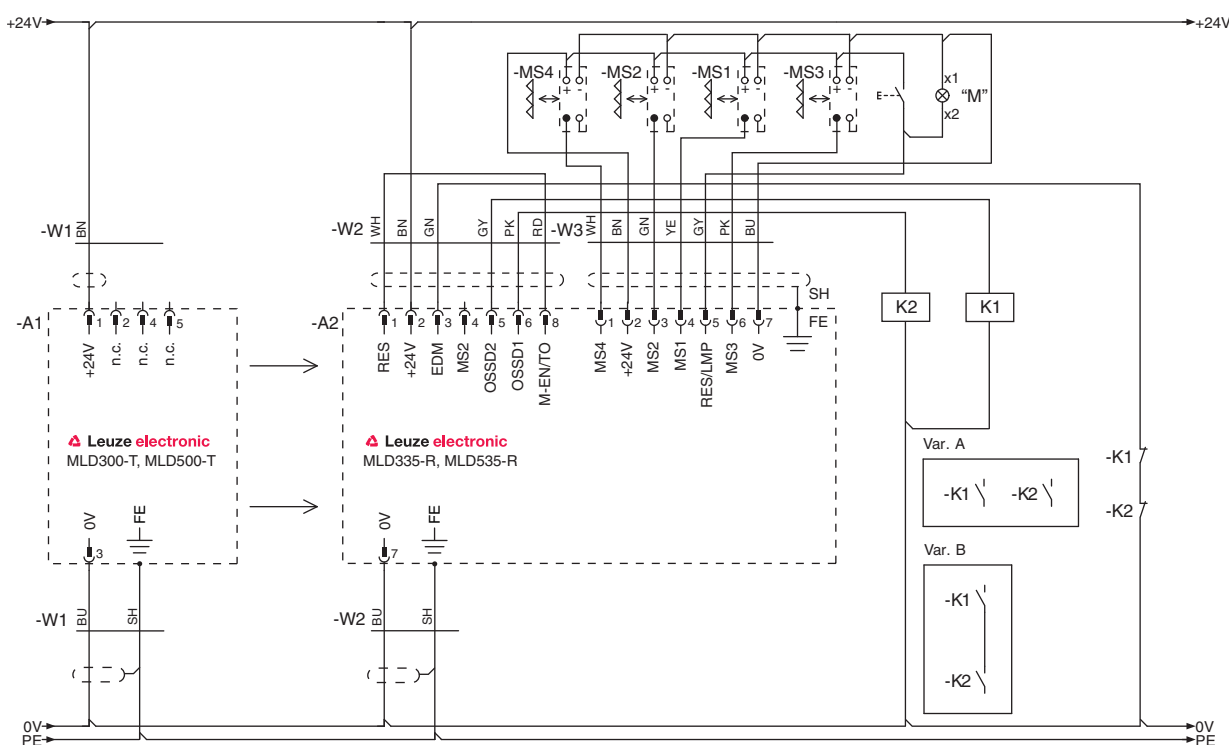 +24V +24V
-MS4 -MS2 -MS1 -MS3 x1
+ - + - + - + - E "M"
x2
-W1 BN -W2 WH BN GN GY PK RD -W3 WH BN GN YE GY PK BU
SH
K2 K1
-A1 1 2 4 5 -A2 1 2 3 4 5 6 8 1 2 3 4 5 6 7 FE
+24V n.c. n.c. n.c. RES +24V EDM MS2 OSSD2 OSSD1 M-EN/TO MS4 +24V MS2 MS1 RES/LMP MS3 0V
Leuze electronic Leuze electronic Var. A
MLD300-T, MLD500-T MLD335-R, MLD535-R -K1
-K1 -K2
0V FE 0V FE -K2
3 7 Var. B
-K1
-W1 BU SH -W2 BU SH
-K2
0V 0V
PE PE